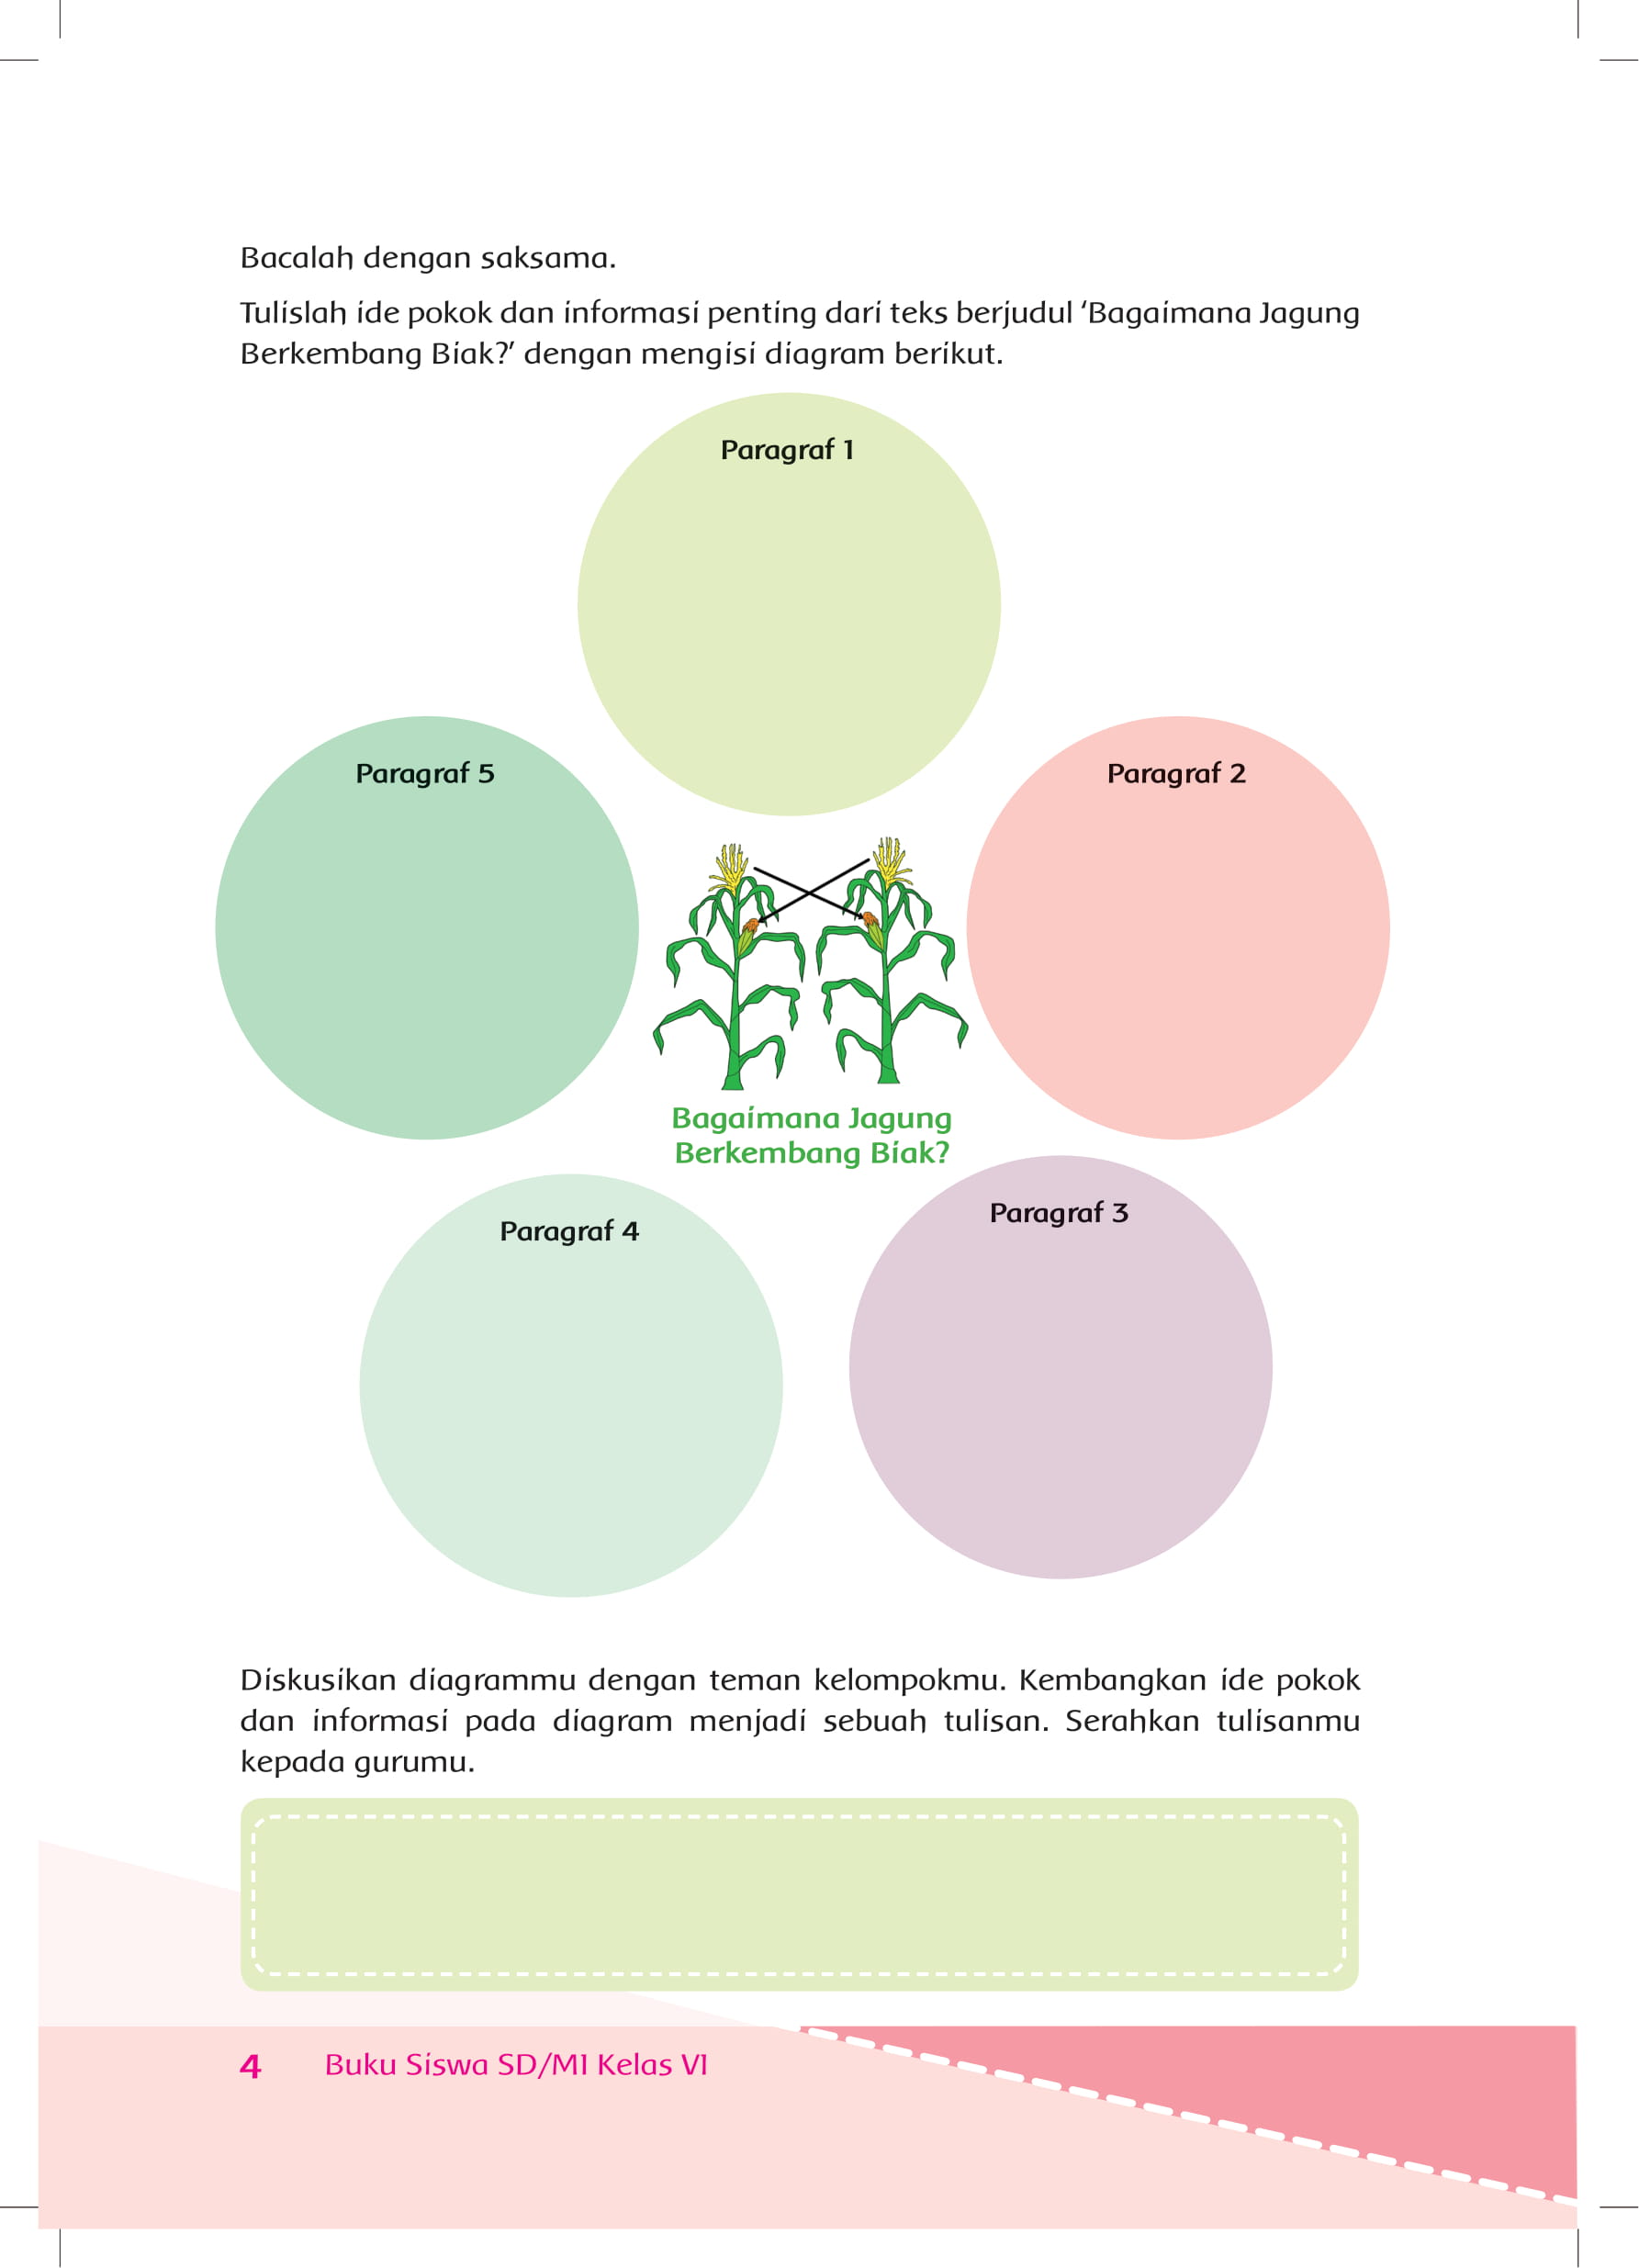 Bacalah dengan saksama.
Tulislah ide pokok dan informasi penting dari teks berjudul ‘Bagaimana Jagung
Berkembang Biak?’ dengan mengisi diagram berikut.
Paragraf 1
Paragraf 5
Paragraf 2
Bagaimana Jagung
Berkembang Biak?
Paragraf 3
Paragraf 4
Diskusikan diagrammu dengan teman kelompokmu. Kembangkan ide pokok
dan informasi pada diagram menjadi sebuah tulisan. Serahkan tulisanmu
kepada gurumu.
4 Buku Siswa SD/MI Kelas VI